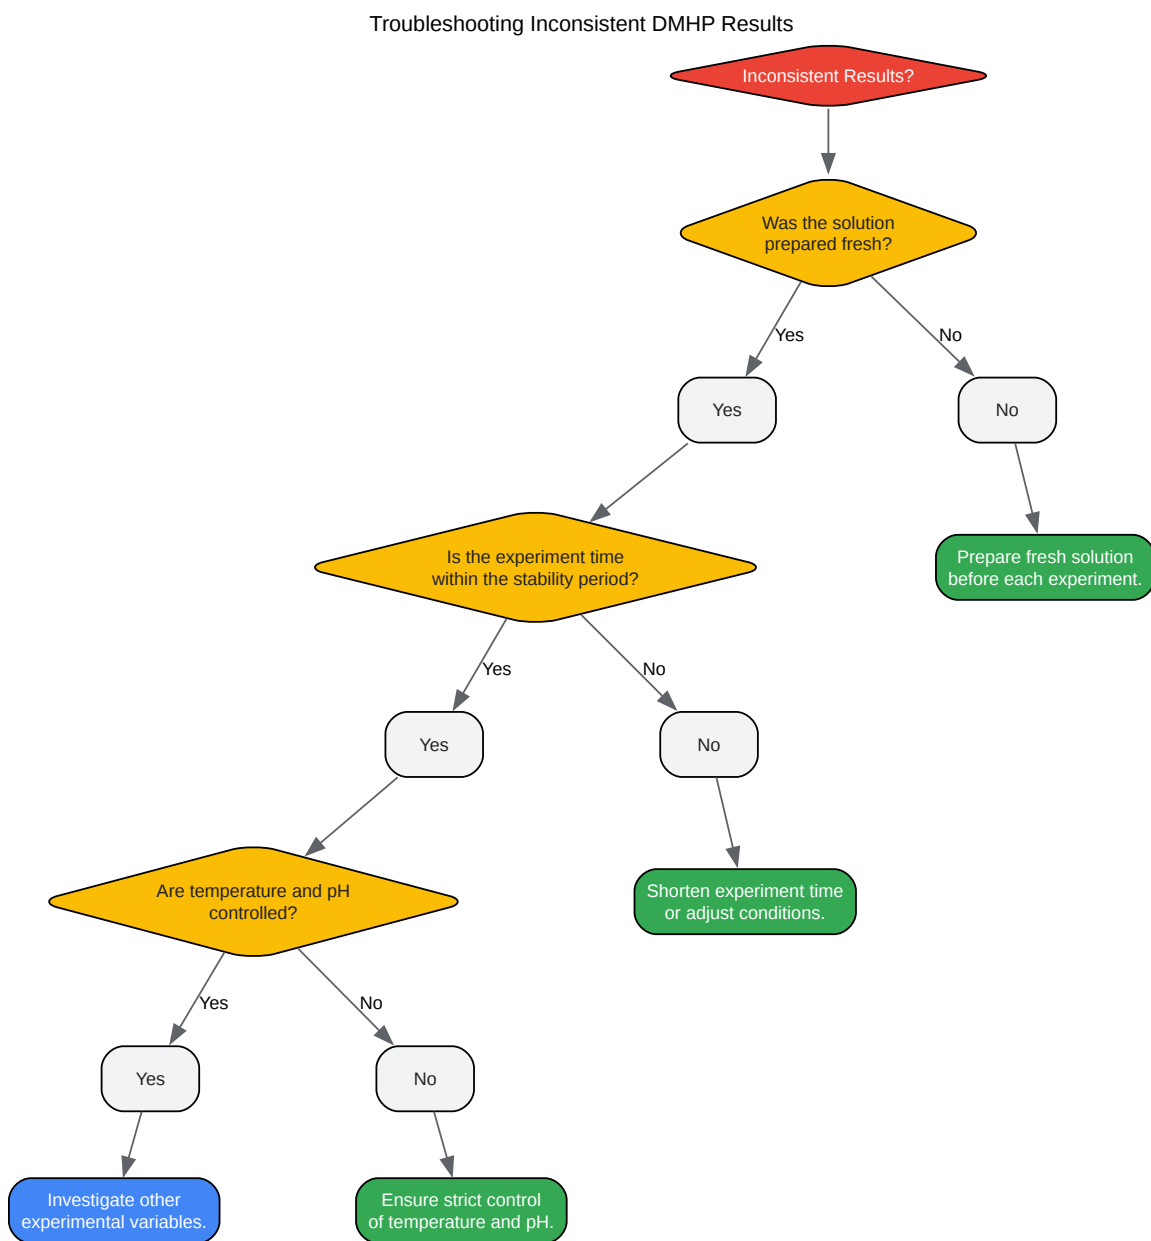 Troubleshooting Inconsistent DMHP Results
Inconsistent Results?
Was the solution
prepared fresh?
Yes
No
Yes
No
Is the experiment time
within the stability period?
Prepare fresh solution
before each experiment.
Yes
No
Yes
No
Are temperature and pH
controlled?
Shorten experiment time
or adjust conditions.
Yes
No
Yes
No
Investigate other
experimental variables.
Ensure strict control
of temperature and pH.